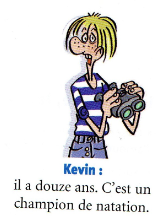 Kevin :
il a douze ans. C'est un
champion de natation.